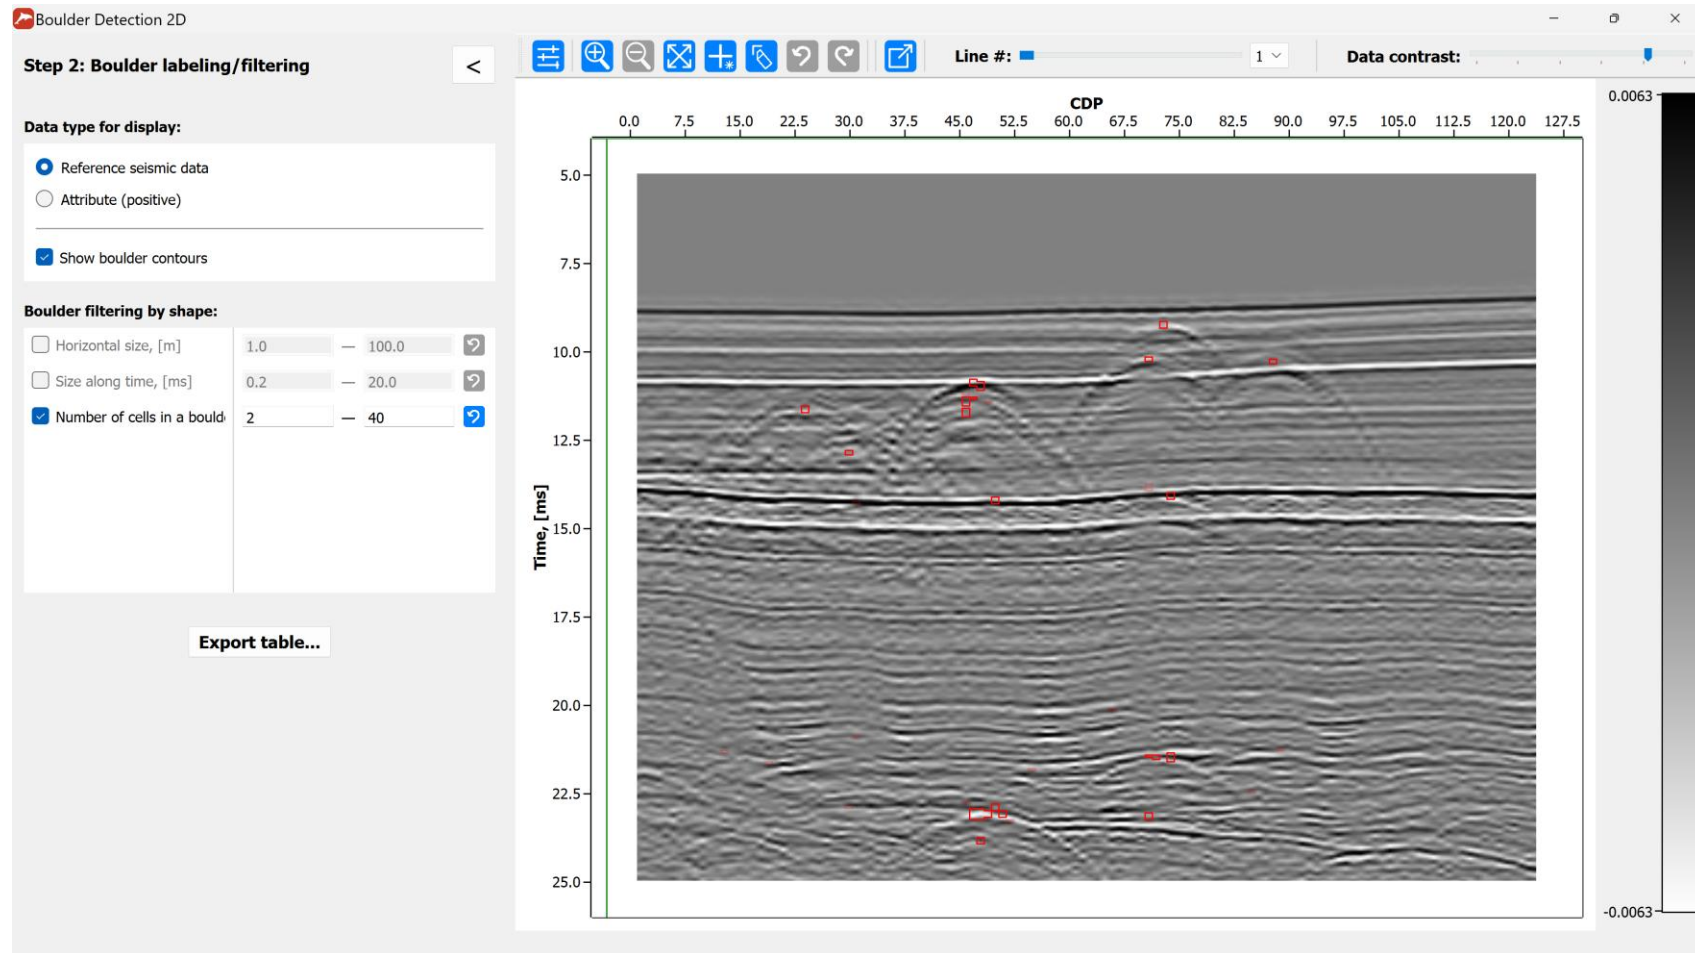 Boulder Detection 2D
Step 2: Boulder labeling/filtering
<
Line #:
1
Data contrast:
Data type for display:
Reference seismic data
Attribute (positive)
Show boulder contours
Boulder filtering by shape:
Horizontal size, [m] 1.0 — 100.0
Size along time, [ms] 0.2 — 20.0
Number of cells in a bould 2 — 40
Export table...
CDP
0.0 7.5 15.0 22.5 30.0 37.5 45.0 52.5 60.0 67.5 75.0 82.5 90.0 97.5 105.0 112.5 120.0 127.5
Time, [ms]
5.0
7.5
10.0
12.5
15.0
17.5
20.0
22.5
25.0
0.0063
-0.0063